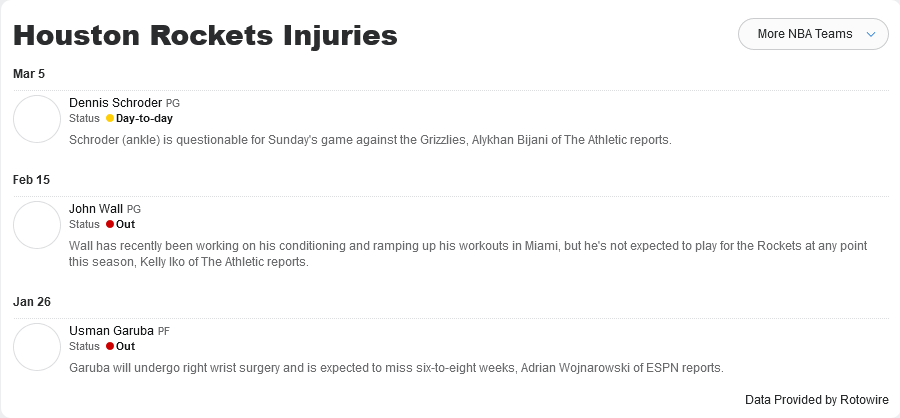 Houston Rockets Injuries
More NBA Teams
Mar 5
Dennis Schroder PG
Status Day-to-day
Schroder (ankle) is questionable for Sunday's game against the Grizzlies, Alykhan Bijani of The Athletic reports.
Feb 15
John Wall PG
Status Out
Wall has recently been working on his conditioning and ramping up his workouts in Miami, but he's not expected to play for the Rockets at any point
this season, Kelly Iko of The Athletic reports.
Jan 26
Usman Garuba PF
Status Out
Garuba will undergo right wrist surgery and is expected to miss six-to-eight weeks, Adrian Wojnarowski of ESPN reports.
Data Provided by Rotowire